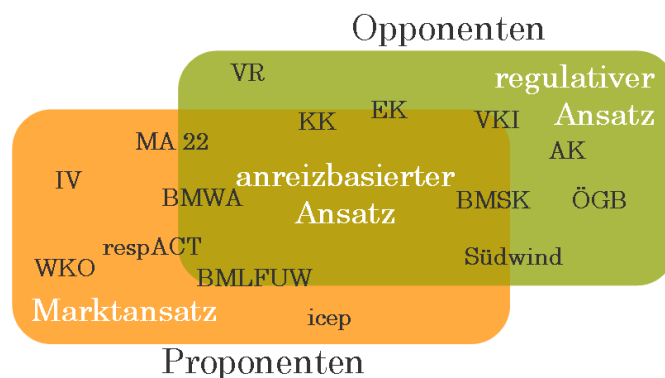 Opponenten
VR
regulativer
Ansatz
KK
EK
VKI
MA 22
AK
IV
anreizbasierter
Ansatz
BMWA
BMSK
ÖGB
respACT
WKO
Südwind
BMLFUW
Marktansatz
icep
Proponenten